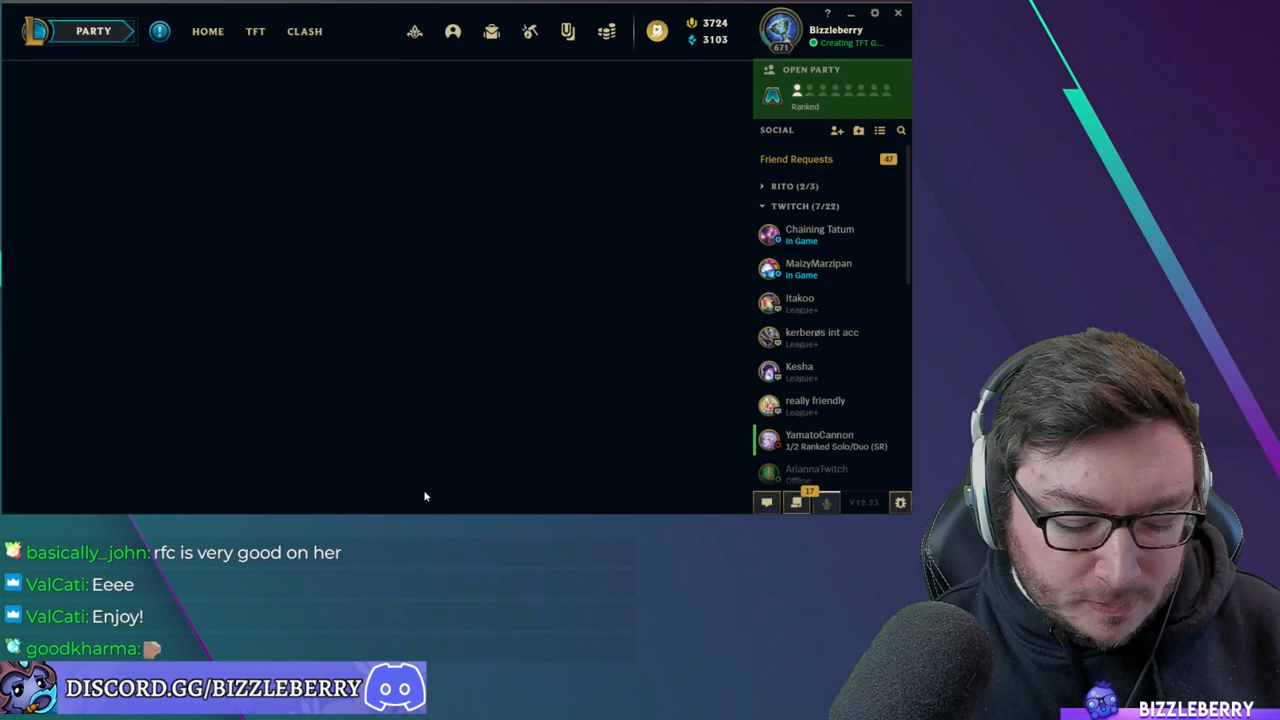 PARTY
HOME
TFT
CLASH
3724
3103
?
671
Bizzleberry
Creating TFT G...
OPEN PARTY
Ranked
SOCIAL
Friend Requests
47
RITO (2/3)
TWITCH (7/22)
Chaining Tatum
In Game
MaizyMarzipan
In Game
Itakoo
League+
kerberøs int acc
League+
Kesha
League+
really friendly
League+
YamatoCannon
1/2 Ranked Solo/Duo (SR)
AriannaTwitch
Offline
17
V12.23
basically_john: rfc is very good on her
ValCati: Eeee
ValCati: Enjoy!
goodkharma:
DISCORD.GG/BIZZLEBERRY
BIZZLEBERRY